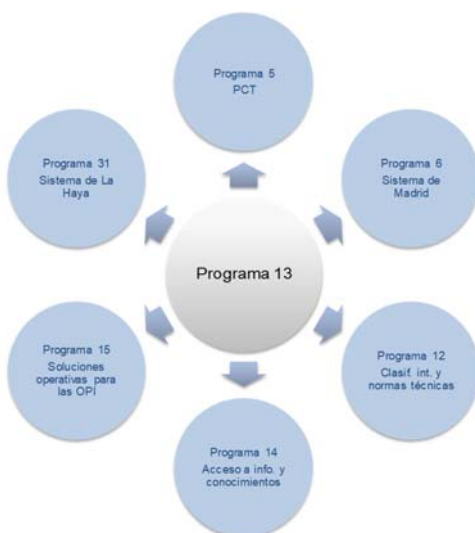 Programa 5
PCT
Programa 31
Sistema de La
Haya
Programa 6
Sistema de
Madrid
Programa 13
Programa 15
Soluciones
operativas para
las OPI
Programa 12
Clasif. int. y
normas técnicas
Programa 14
Acceso a info. y
conocimientos